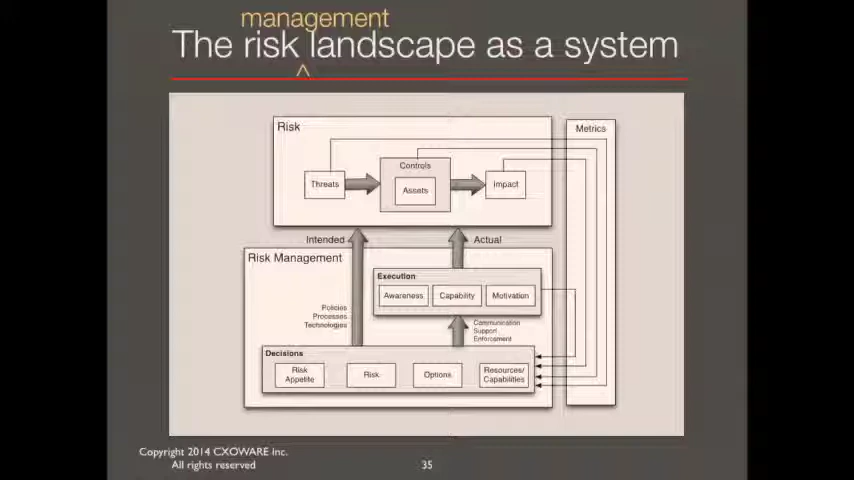 management
The risk landscape as a system
^
Risk
Metrics
Controls
Threats
Assets
Impact
Intended
Actual
Risk Management
Execution
Awareness
Capability
Motivation
Policies
Processes
Technologies
Communication
Support
Enforcement
Decisions
Risk
Appetite
Risk
Options
Resources/
Capabilities
Copyright 2014 CXOWARE Inc.
All rights reserved
35